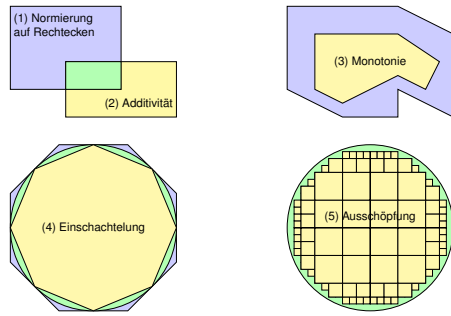 (1) Normierung
auf Rechtecken
(2) Additivität
(3) Monotonie
(4) Einschachtelung
(5) Ausschöpfung